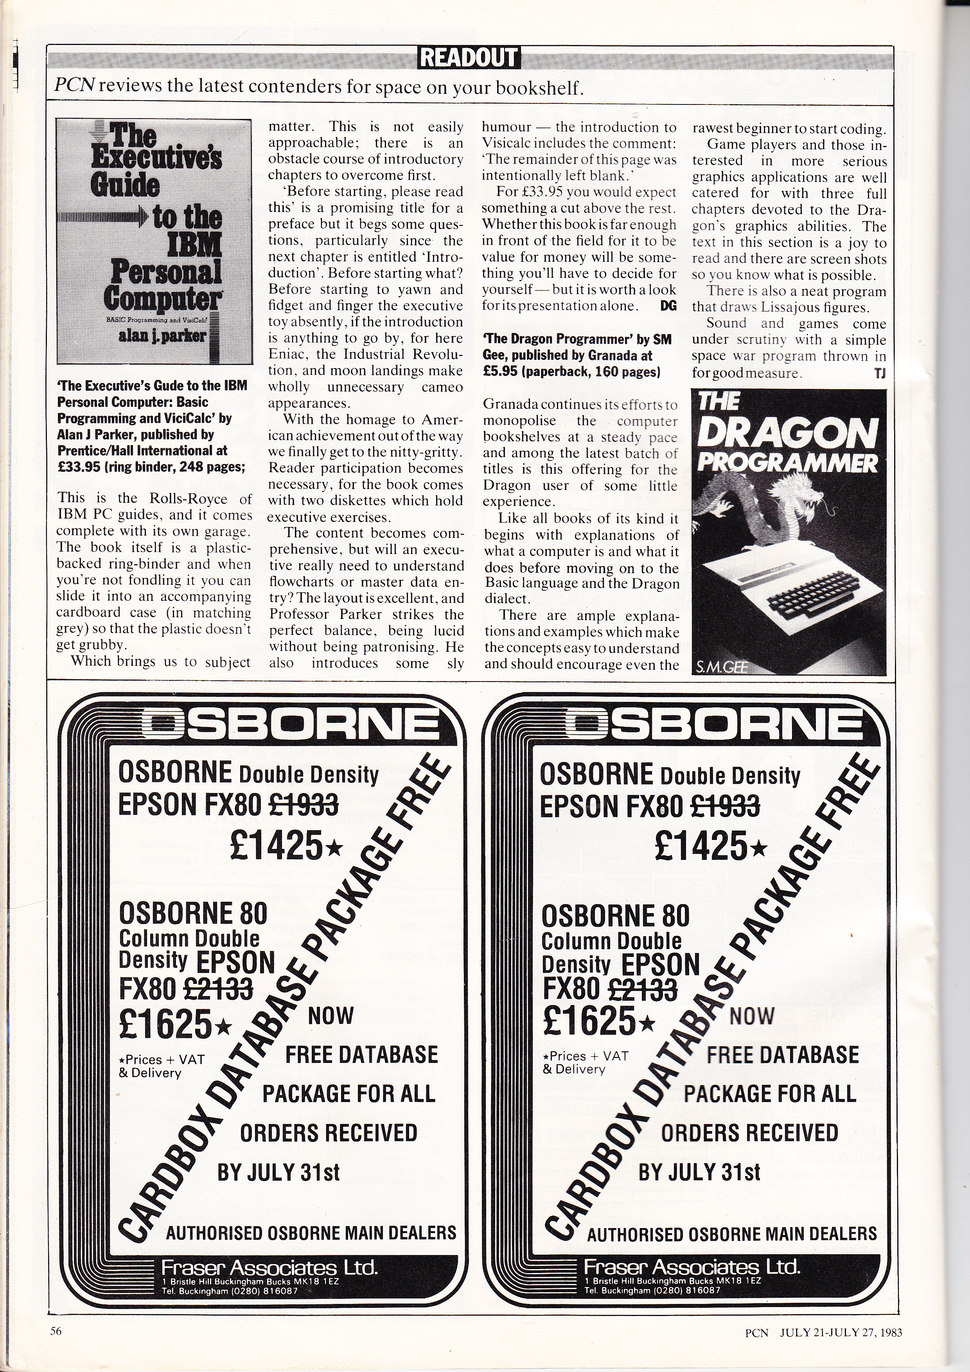 READOUT
PCN reviews the latest contenders for space on your bookshelf.
The
Executive's
Guide
to the
IBM
Personal
Computer
BASIC Programming and VisiCalc
alan j. parker
'The Executive's Gude to the IBM
Personal Computer: Basic
Programming and ViciCalc' by
Alan J Parker, published by
Prentice/Hall International at
£33.95 (ring binder, 248 pages;
This is the Rolls-Royce of
IBM PC guides, and it comes
complete with its own garage.
The book itself is a plastic-
backed ring-binder and when
you're not fondling it you can
slide it into an accompanying
cardboard case (in matching
grey) so that the plastic doesn't
get grubby.
Which brings us to subject
matter. This is not easily
approachable; there is an
obstacle course of introductory
chapters to overcome first.
'Before starting, please read
this' is a promising title for a
preface but it begs some ques-
tions, particularly since the
next chapter is entitled 'Intro-
duction'. Before starting what?
Before starting to yawn and
fidget and finger the executive
toy absently, if the introduction
is anything to go by, for here
Eniac, the Industrial Revolu-
tion, and moon landings make
wholly unnecessary cameo
appearances.
With the homage to Amer-
ican achievement out of the way
we finally get to the nitty-gritty.
Reader participation becomes
necessary, for the book comes
with two diskettes which hold
executive exercises.
The content becomes com-
prehensive, but will an execu-
tive really need to understand
flowcharts or master data en-
try? The layout is excellent, and
Professor Parker strikes the
perfect balance, being lucid
without being patronising. He
also introduces some sly
humour — the introduction to
Visicalc includes the comment:
'The remainder of this page was
intentionally left blank.'
For £33.95 you would expect
something a cut above the rest.
Whether this book is far enough
in front of the field for it to be
value for money will be some-
thing you'll have to decide for
yourself — but it is worth a look
for its presentation alone. DG
'The Dragon Programmer' by SM
Gee, published by Granada at
£5.95 (paperback, 160 pages)
Granada continues its efforts to
monopolise the computer
bookshelves at a steady pace
and among the latest batch of
titles is this offering for the
Dragon user of some little
experience.
Like all books of its kind it
begins with explanations of
what a computer is and what it
does before moving on to the
Basic language and the Dragon
dialect.
There are ample explana-
tions and examples which make
the concepts easy to understand
and should encourage even the
rawest beginner to start coding.
Game players and those in-
terested in more serious
graphics applications are well
catered for with three full
chapters devoted to the Dra-
gon's graphics abilities. The
text in this section is a joy to
read and there are screen shots
so you know what is possible.
There is also a neat program
that draws Lissajous figures.
Sound and games come
under scrutiny with a simple
space war program thrown in
for good measure. TJ
THE
DRAGON
PROGRAMMER
S.M.GEE
OSBORNE
OSBORNE Double Density
EPSON FX80 £1933
£1425★
OSBORNE 80
Column Double
Density EPSON
FX80 £2133
£1625★
★Prices + VAT
& Delivery
CARDBOX DATABASE PACKAGE FREE
NOW
FREE DATABASE
PACKAGE FOR ALL
ORDERS RECEIVED
BY JULY 31st
AUTHORISED OSBORNE MAIN DEALERS
Fraser Associates Ltd.
1 Bristle Hill Buckingham Bucks MK18 1EZ
Tel. Buckingham (0280) 816087
OSBORNE
OSBORNE Double Density
EPSON FX80 £1933
£1425★
OSBORNE 80
Column Double
Density EPSON
FX80 £2133
£1625★
★Prices + VAT
& Delivery
CARDBOX DATABASE PACKAGE FREE
NOW
FREE DATABASE
PACKAGE FOR ALL
ORDERS RECEIVED
BY JULY 31st
AUTHORISED OSBORNE MAIN DEALERS
Fraser Associates Ltd.
1 Bristle Hill Buckingham Bucks MK18 1EZ
Tel. Buckingham (0280) 816087
56
PCN JULY 21-JULY 27, 1983